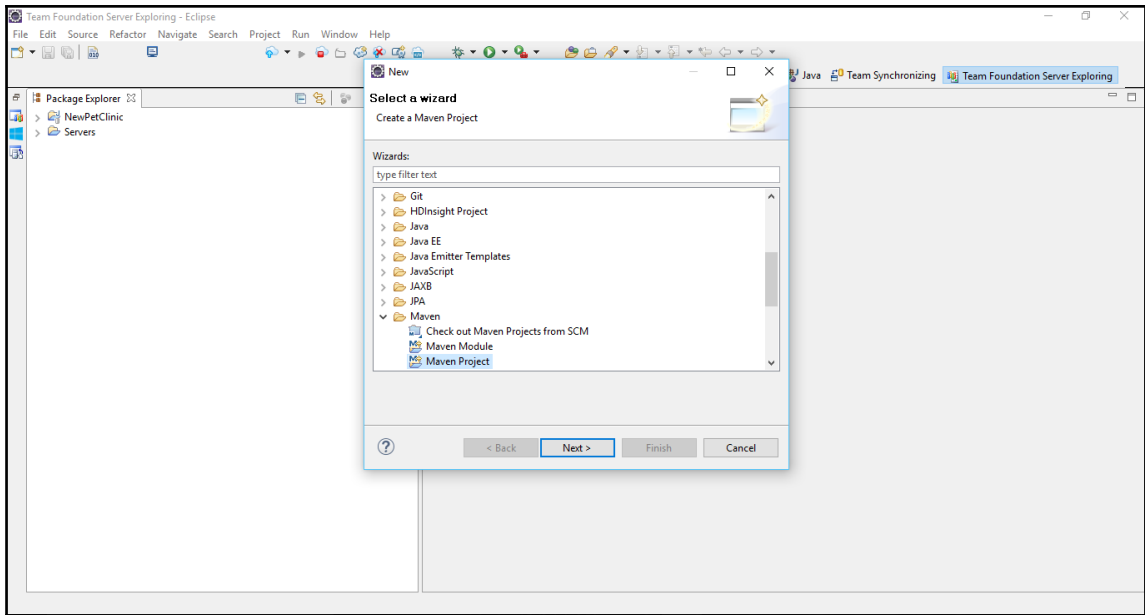 Team Foundation Server Exploring - Eclipse
File Edit Source Refactor Navigate Search Project Run Window Help
Java Team Synchronizing Team Foundation Server Exploring
Package Explorer
NewPetClinic
Servers
New
Select a wizard
Create a Maven Project
Wizards:
type filter text
Git
HDInsight Project
Java
Java EE
Java Emitter Templates
JavaScript
JAXB
JPA
Maven
Check out Maven Projects from SCM
Maven Module
Maven Project
< Back Next > Finish Cancel